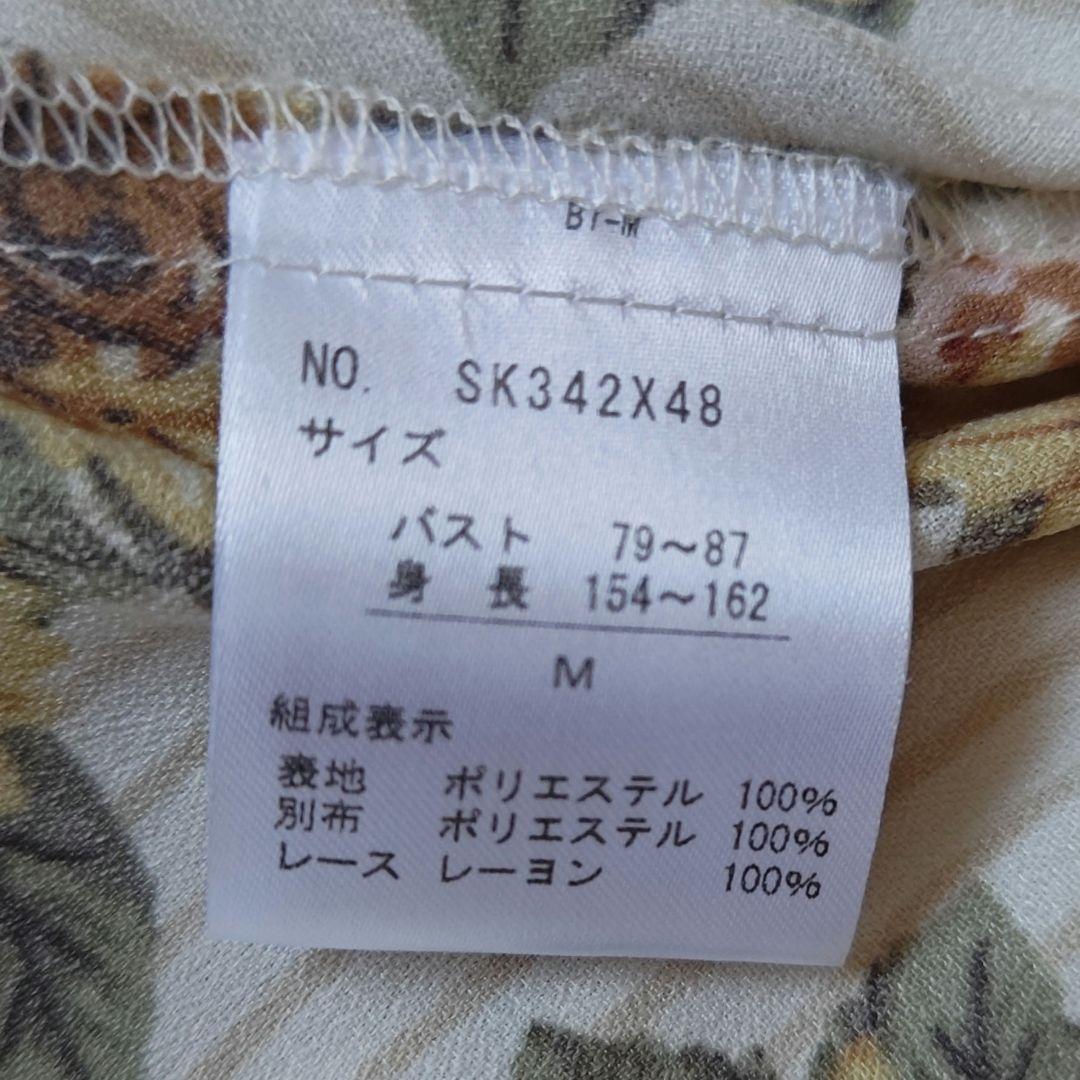 NO. SK342X48
サイズ
バスト 79～87
身長 154～162
M
組成表示
表地 ポリエステル 100%
別布 ポリエステル 100%
レース レーヨン 100%